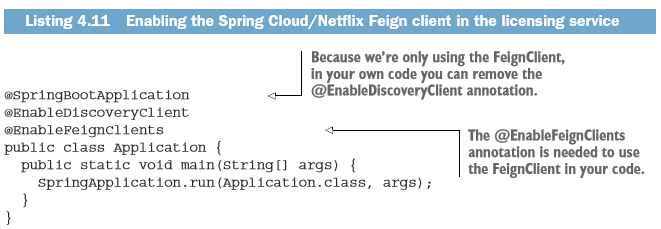 Listing 4.11 Enabling the Spring Cloud/Netflix Feign client in the licensing service
Because we're only using the FeignClient,
in your own code you can remove the
@EnableDiscoveryClient annotation.
@SpringBootApplication
@EnableDiscoveryClient
@EnableFeignClients
The @EnableFeignClients
annotation is needed to use
the FeignClient in your code.
public class Application {
public static void main(String[] args) {
SpringApplication.run(Application.class, args);
}
}